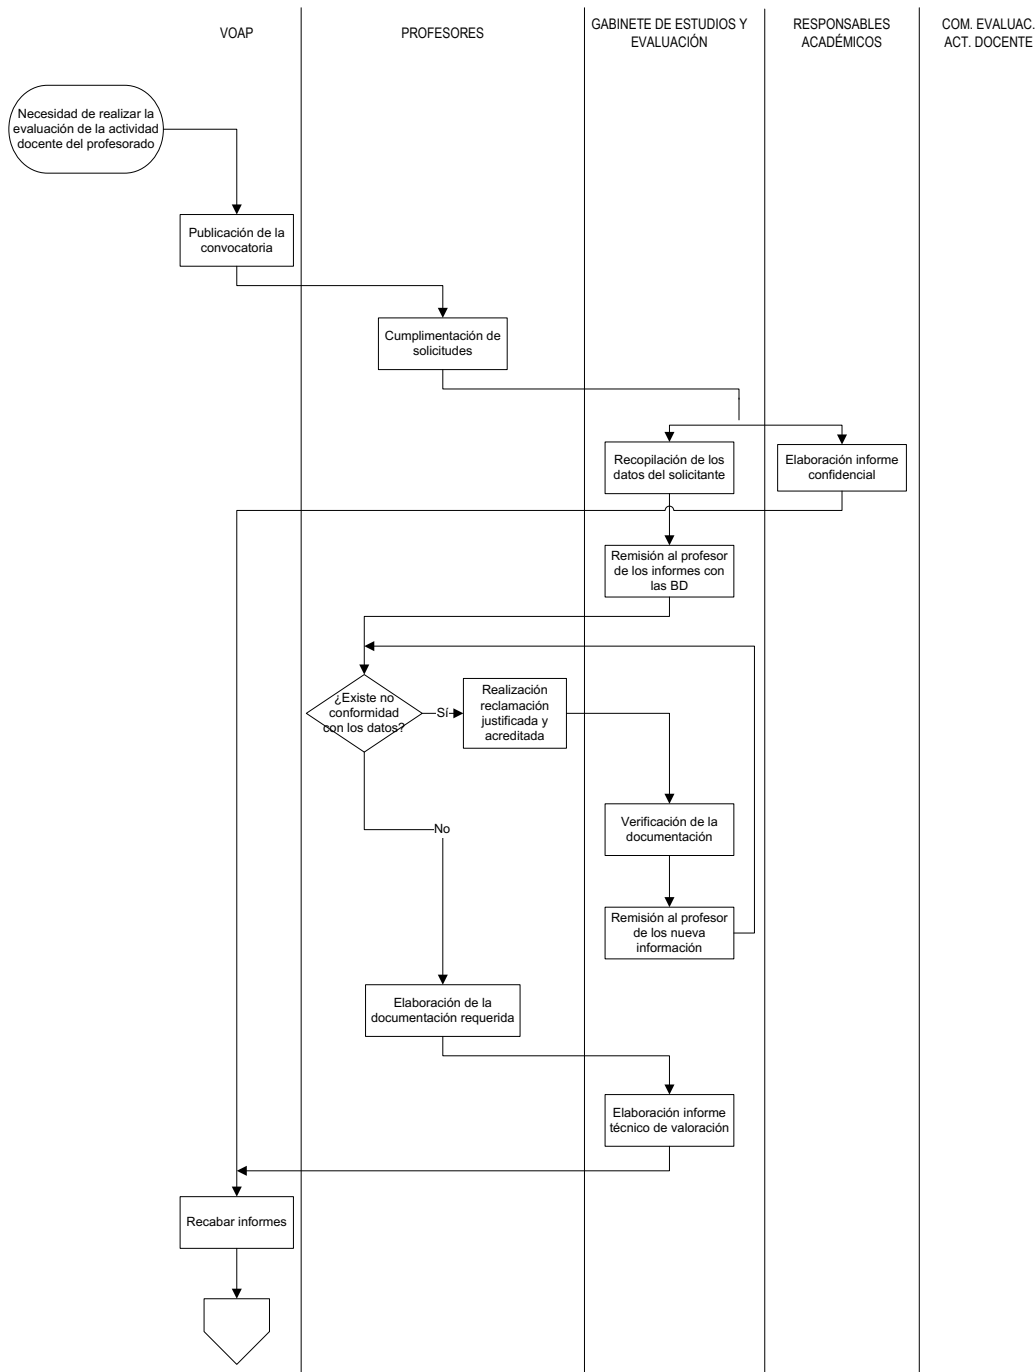 VOAP
PROFESORES
GABINETE DE ESTUDIOS Y
EVALUACIÓN
RESPONSABLES
ACADÉMICOS
COM. EVALUAC.
ACT. DOCENTE
Necesidad de realizar la
evaluación de la actividad
docente del profesorado
Publicación de la
convocatoria
Cumplimentación de
solicitudes
Recopilación de los
datos del solicitante
Elaboración informe
confidencial
Remisión al profesor
de los informes con
las BD
¿Existe no
conformidad
con los datos?
Sí
Realización
reclamación
justificada y
acreditada
Verificación de la
documentación
No
Remisión al profesor
de los nueva
información
Elaboración de la
documentación requerida
Elaboración informe
técnico de valoración
Recabar informes